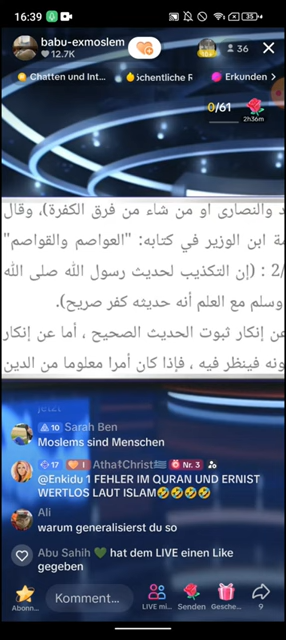 16:39
35
babu-exmoslem
12.7K
36
Chatten und Int...
öchentliche R
Erkunden
0/61
2h36m
د والنصارى او من شاء من فرق الكفرة)، وقال
مة ابن الوزير في كتابه: "العواصم والقواصم"
2/ : (إن التكذيب لحديث رسول الله صلى الله
وسلم مع العلم أنه حديثه كفر صريح).
عن إنكار ثبوت الحديث الصحيح ، أما عن إنكار
ونه فينظر فيه ، فإذا كان أمرا معلوما من الدين
jetzt
10 Sarah Ben
Moslems sind Menschen
17 I Atha†Christ🇬🇷 Nr. 3
@Enkidu 1 FEHLER IM QURAN UND ERNIST
WERTLOS LAUT ISLAM🤣🤣🤣🤣
Ali
warum generalisierst du so
Abu Sahih 💚 hat dem LIVE einen Like
gegeben
Abonn...
Komment...
LIVE mi...
Senden
Gesche...
9